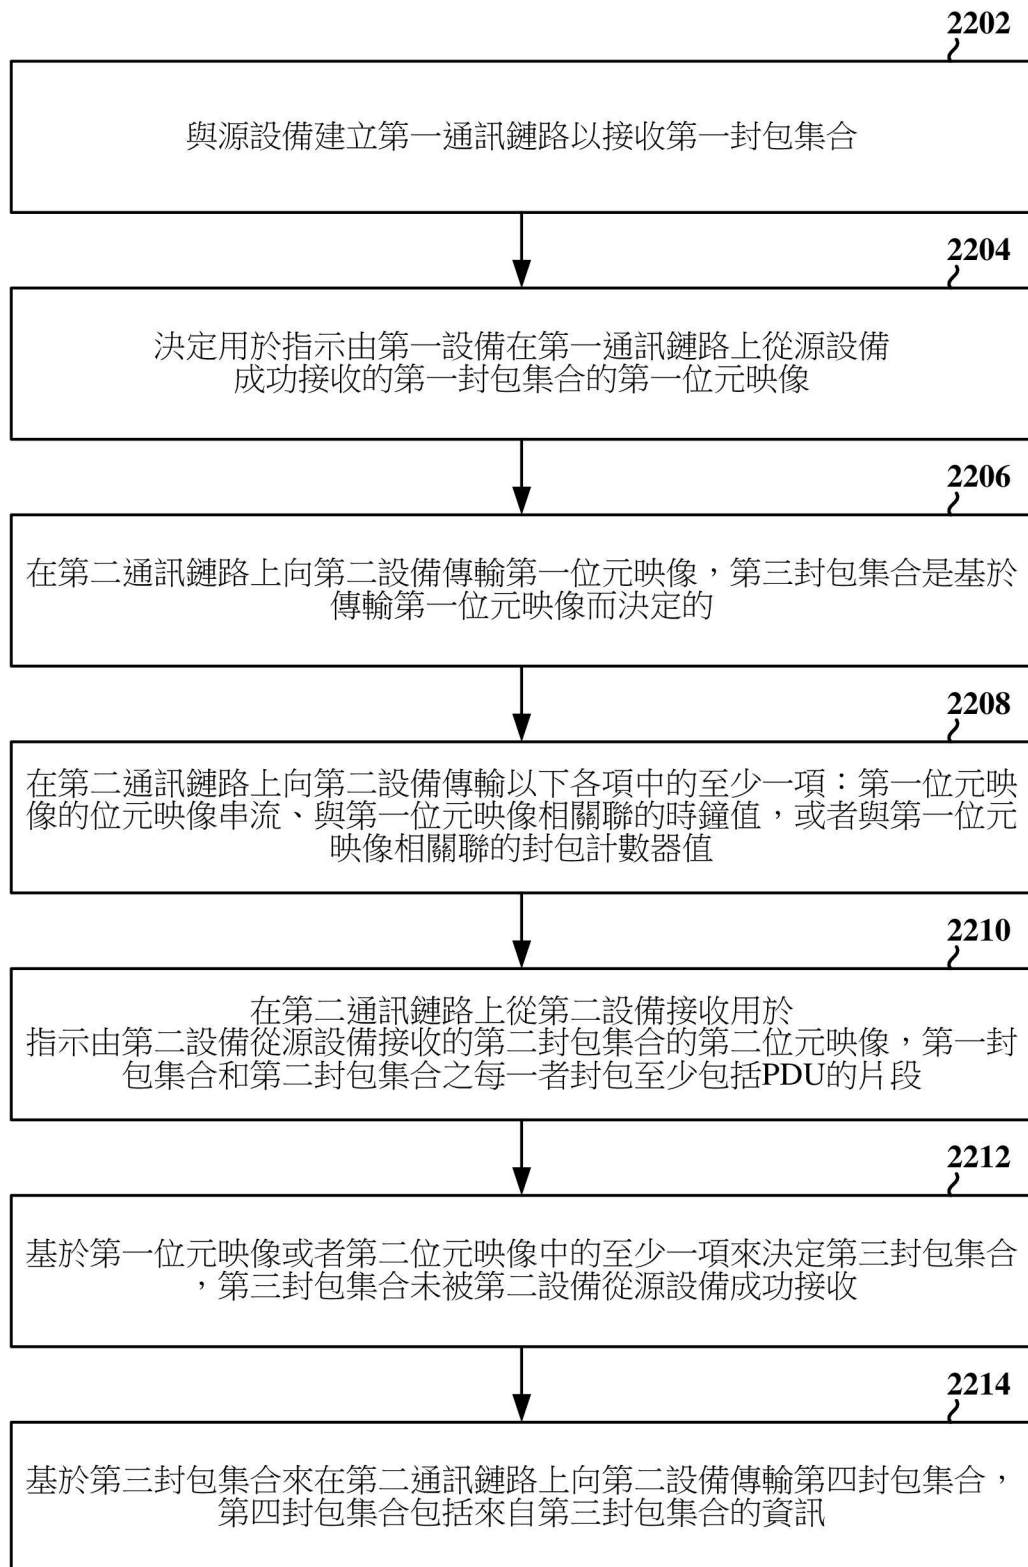 2202
與源設備建立第一通訊鏈路以接收第一封包集合
2204
決定用於指示由第一設備在第一通訊鏈路上從源設備
成功接收的第一封包集合的第一位元映像
2206
在第二通訊鏈路上向第二設備傳輸第一位元映像，第三封包集合是基於
傳輸第一位元映像而決定的
2208
在第二通訊鏈路上向第二設備傳輸以下各項中的至少一項：第一位元映
像的位元映像串流、與第一位元映像相關聯的時鐘值，或者與第一位元
映像相關聯的封包計數器值
2210
在第二通訊鏈路上從第二設備接收用於
指示由第二設備從源設備接收的第二封包集合的第二位元映像，第一封
包集合和第二封包集合之每一者封包至少包括PDU的片段
2212
基於第一位元映像或者第二位元映像中的至少一項來決定第三封包集合
，第三封包集合未被第二設備從源設備成功接收
2214
基於第三封包集合來在第二通訊鏈路上向第二設備傳輸第四封包集合，
第四封包集合包括來自第三封包集合的資訊